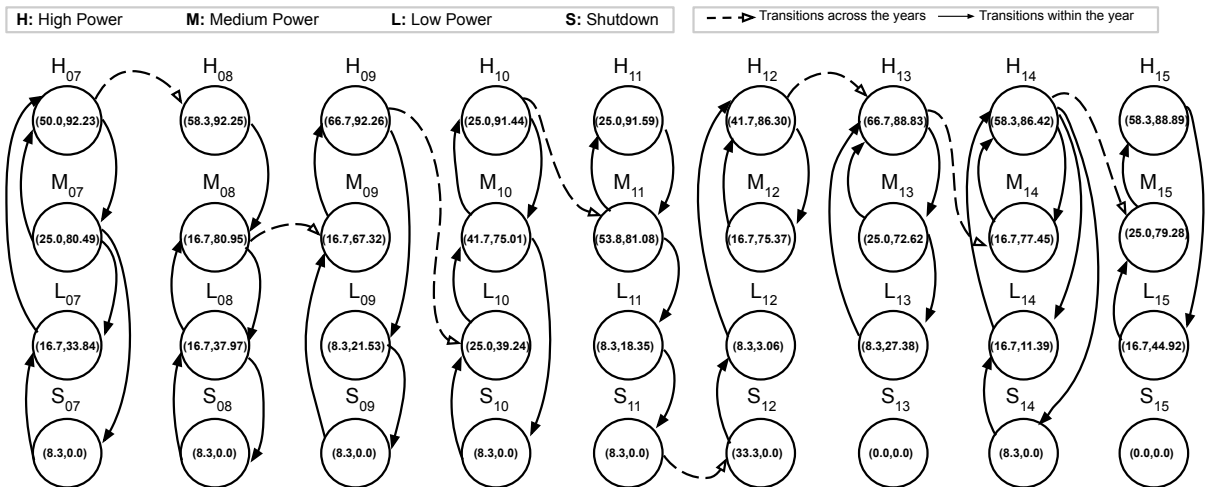 H: High Power M: Medium Power L: Low Power S: Shutdown
Transitions across the years Transitions within the year
H07 H08 H09 H10 H11 H12 H13 H14 H15
(50.0,92.23) (58.3,92.25) (66.7,92.26) (25.0,91.44) (25.0,91.59) (41.7,86.30) (66.7,88.83) (58.3,86.42) (58.3,88.89)
M07 M08 M09 M10 M11 M12 M13 M14 M15
(25.0,80.49) (16.7,80.95) (16.7,67.32) (41.7,75.01) (53.8,81.08) (16.7,75.37) (25.0,72.62 (16.7,77.45) (25.0,79.28)
L07 L08 L09 L10 L11 L12 L13 L14 L15
(16.7,33.84) (16.7,37.97) (8.3,21.53) (25.0,39.24) (8.3,18.35) (8.3,3.06) (8.3,27.38) (16.7,11.39) (16.7,44.92)
S07 S08 S09 S10 S11 S12 S13 S14 S15
(8.3,0.0) (8.3,0.0) (8.3,0.0) (8.3,0.0) (8.3,0.0) (33.3,0.0) (0.0,0.0) (8.3,0.0) (0.0,0.0)